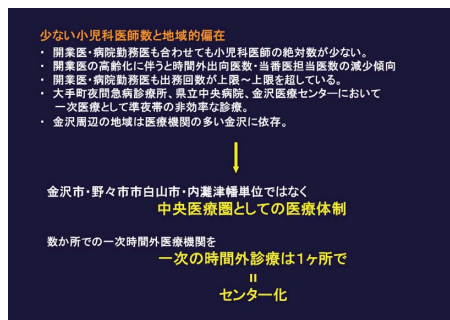 少ない小児科医師数と地域的偏在
・ 開業医・病院勤務医も合わせても小児科医師の絶対数が少ない。
・ 開業医の高齢化に伴うと時間外出向医数・当番医担当医数の減少傾向
・ 開業医・病院勤務医も出務回数が上限～上限を超している。
・ 大手町夜間急病診療所、県立中央病院、金沢医療センターにおいて
一次医療として準夜帯の非効率な診療。
・ 金沢周辺の地域は医療機関の多い金沢に依存。
金沢市・野々市市白山市・内灘津幡単位ではなく
中央医療圏としての医療体制
数か所での一次時間外医療機関を
一次の時間外診療は1ヶ所で
=
センター化